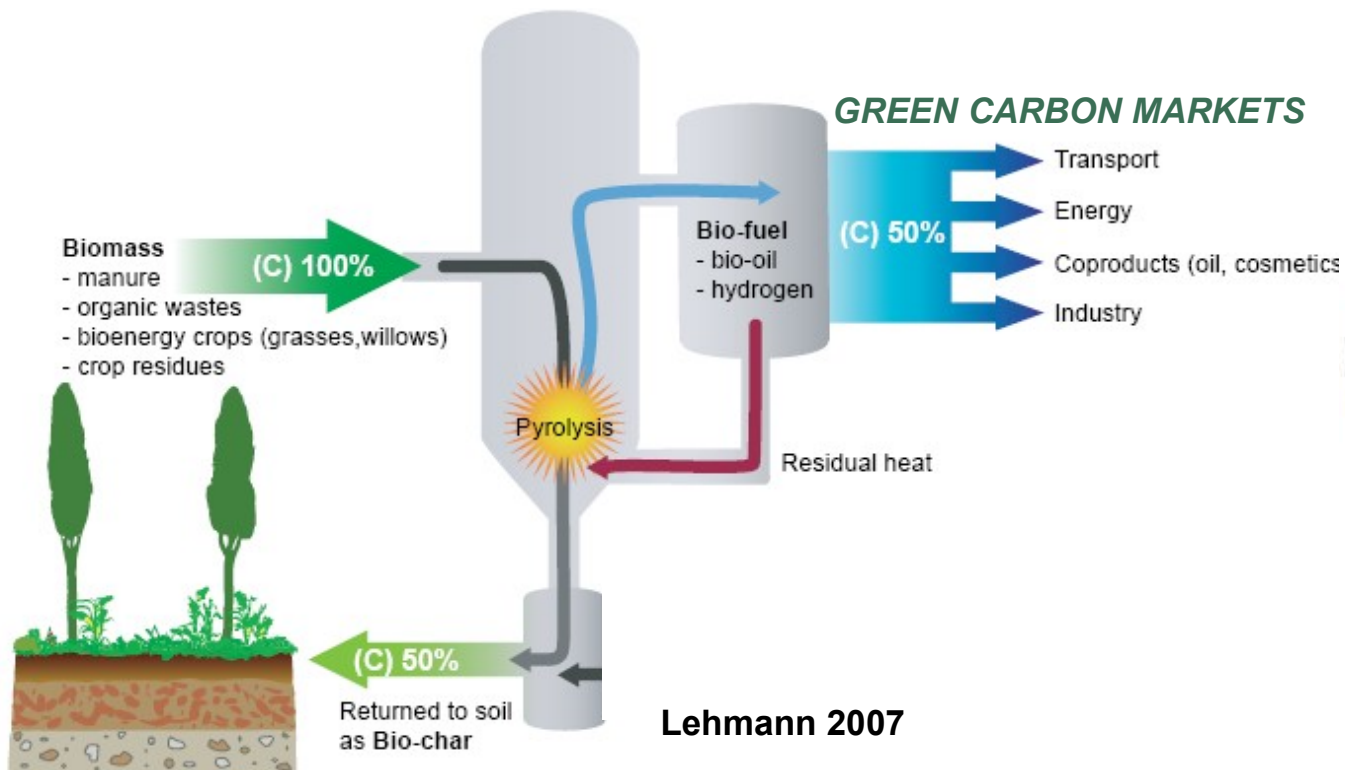 GREEN CARBON MARKETS
Transport
Energy
Coproducts (oil, cosmetics
Industry
(C) 50%
Bio-fuel
- bio-oil
- hydrogen
Biomass
- manure
- organic wastes
- bioenergy crops (grasses,willows)
- crop residues
(C) 100%
Pyrolysis
Residual heat
(C) 50%
Returned to soil
as Bio-char
Lehmann 2007